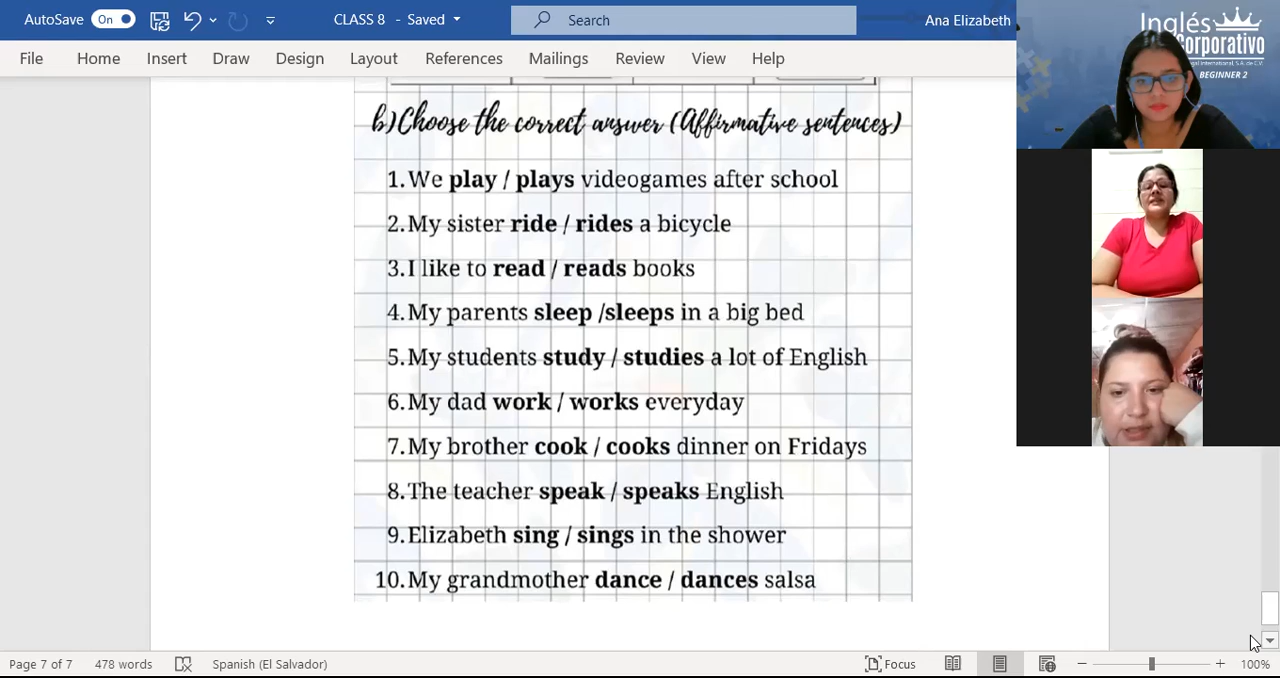 AutoSave On CLASS 8 - Saved Search Ana Elizabeth
File Home Insert Draw Design Layout References Mailings Review View Help
Inglés
Corporativo
BEGINNER 2
b)Choose the correct answer (Affirmative sentences)
1. We play / plays videogames after school
2. My sister ride / rides a bicycle
3. I like to read / reads books
4. My parents sleep /sleeps in a big bed
5. My students study / studies a lot of English
6. My dad work / works everyday
7. My brother cook / cooks dinner on Fridays
8. The teacher speak / speaks English
9. Elizabeth sing / sings in the shower
10. My grandmother dance / dances salsa
Page 7 of 7 478 words Spanish (El Salvador) Focus 100%